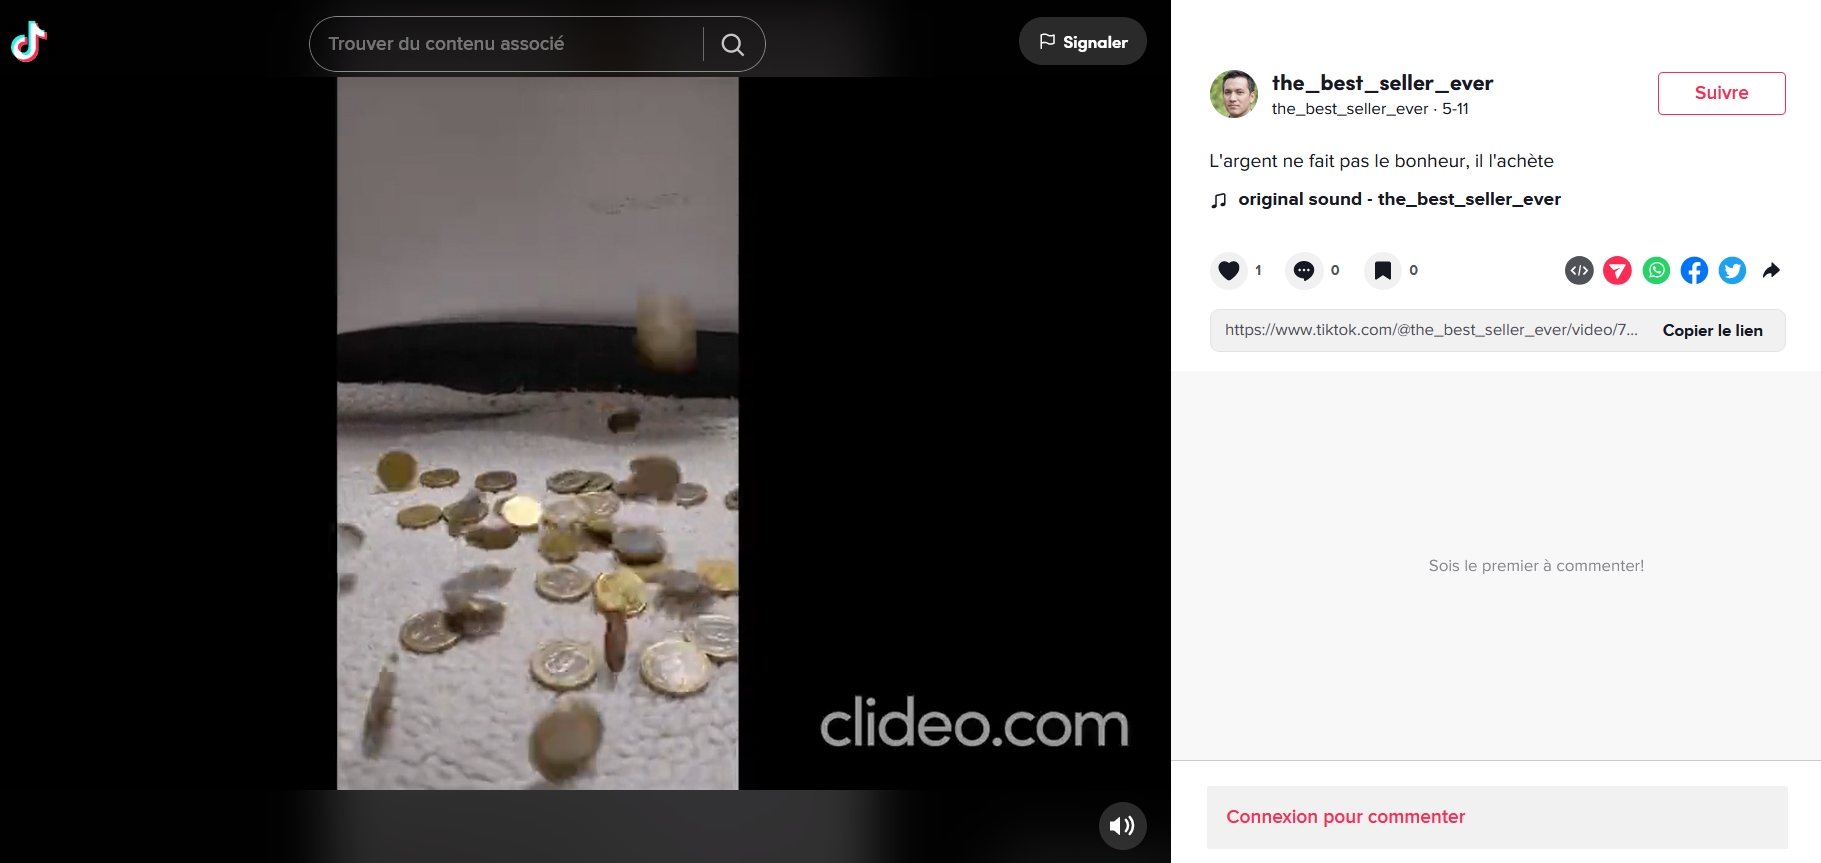 Trouver du contenu associé
Signaler
clideo.com
the_best_seller_ever
the_best_seller_ever · 5-11
Suivre
L'argent ne fait pas le bonheur, il l'achète
original sound - the_best_seller_ever
1
0
0
https://www.tiktok.com/@the_best_seller_ever/video/7...
Copier le lien
Sois le premier à commenter!
Connexion pour commenter